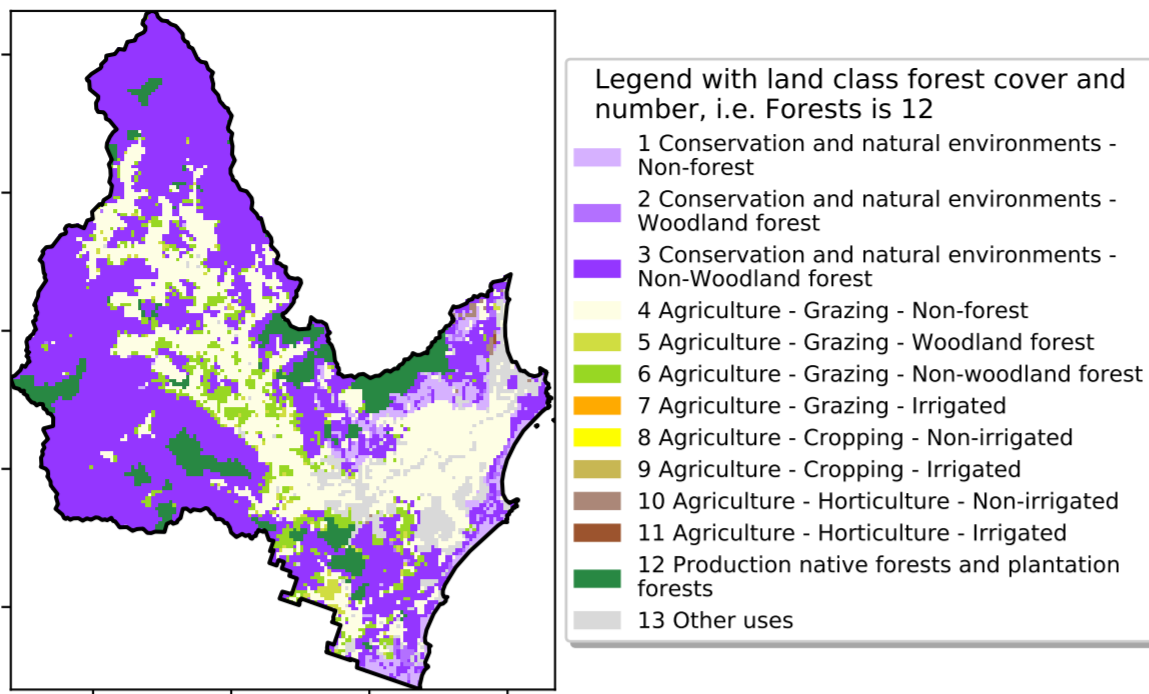 Legend with land class forest cover and
number, i.e. Forests is 12
1 Conservation and natural environments -
Non-forest
2 Conservation and natural environments -
Woodland forest
3 Conservation and natural environments -
Non-Woodland forest
4 Agriculture - Grazing - Non-forest
5 Agriculture - Grazing - Woodland forest
6 Agriculture - Grazing - Non-woodland forest
7 Agriculture - Grazing - Irrigated
8 Agriculture - Cropping - Non-irrigated
9 Agriculture - Cropping - Irrigated
10 Agriculture - Horticulture - Non-irrigated
11 Agriculture - Horticulture - Irrigated
12 Production native forests and plantation
forests
13 Other uses